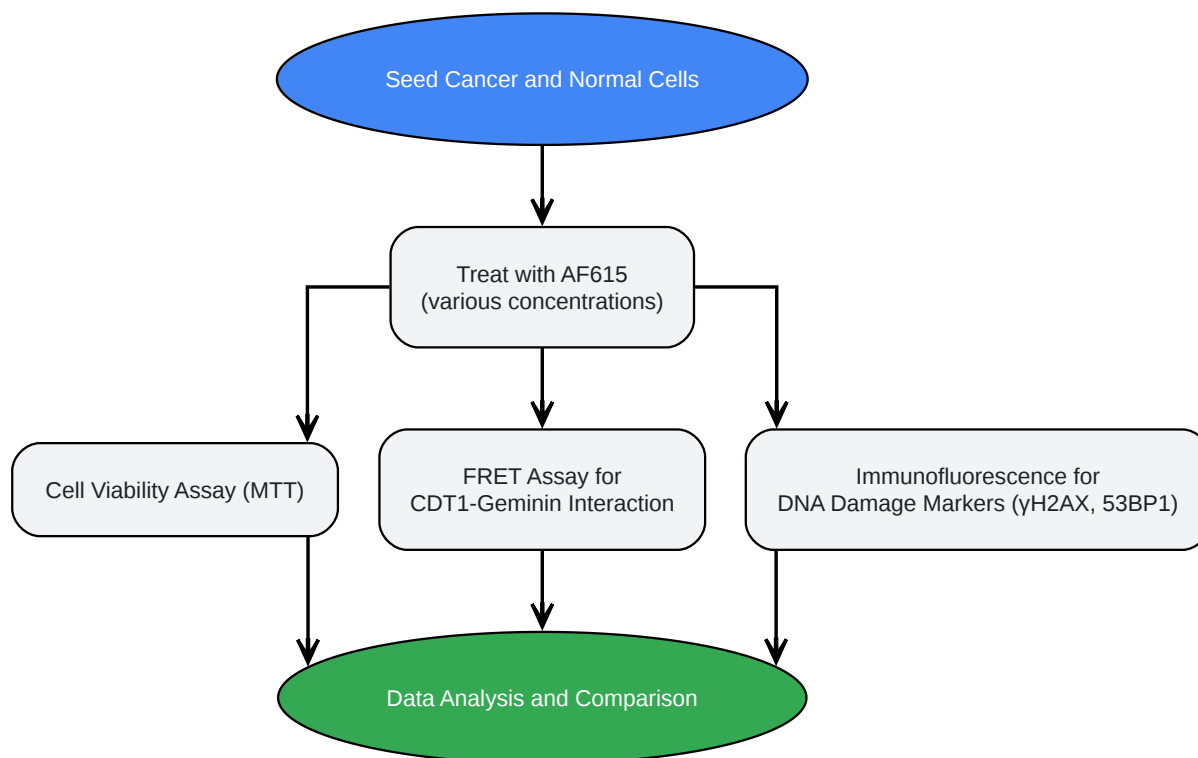 Seed Cancer and Normal Cells
Treat with AF615
(various concentrations)
Cell Viability Assay (MTT)
FRET Assay for
CDT1-Geminin Interaction
Immunofluorescence for
DNA Damage Markers (γH2AX, 53BP1)
Data Analysis and Comparison